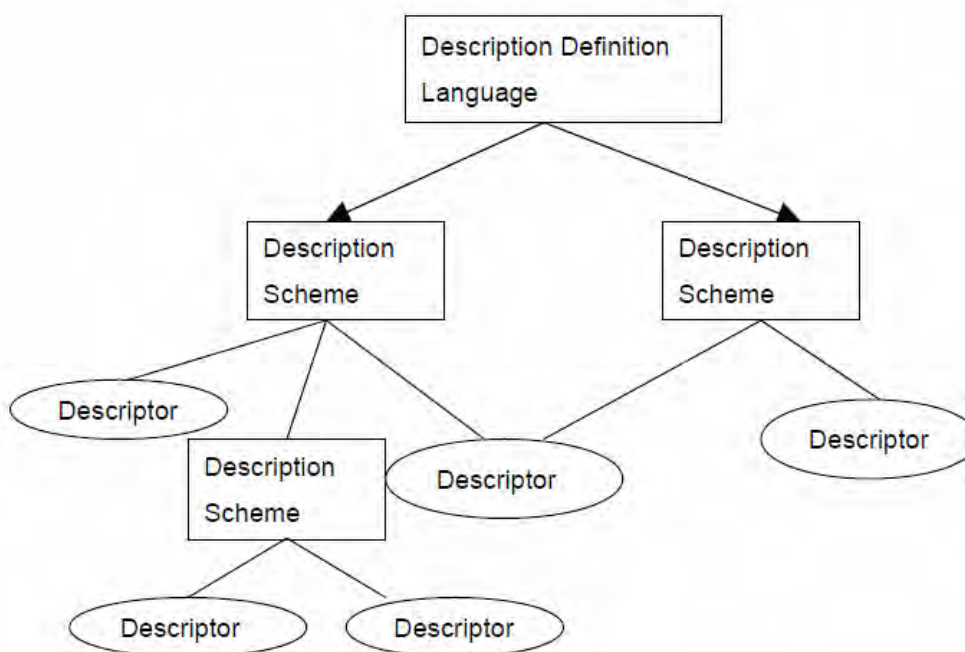 Description Definition
Language
Description
Scheme
Description
Scheme
Descriptor
Descriptor
Description
Scheme
Descriptor
Descriptor
Descriptor